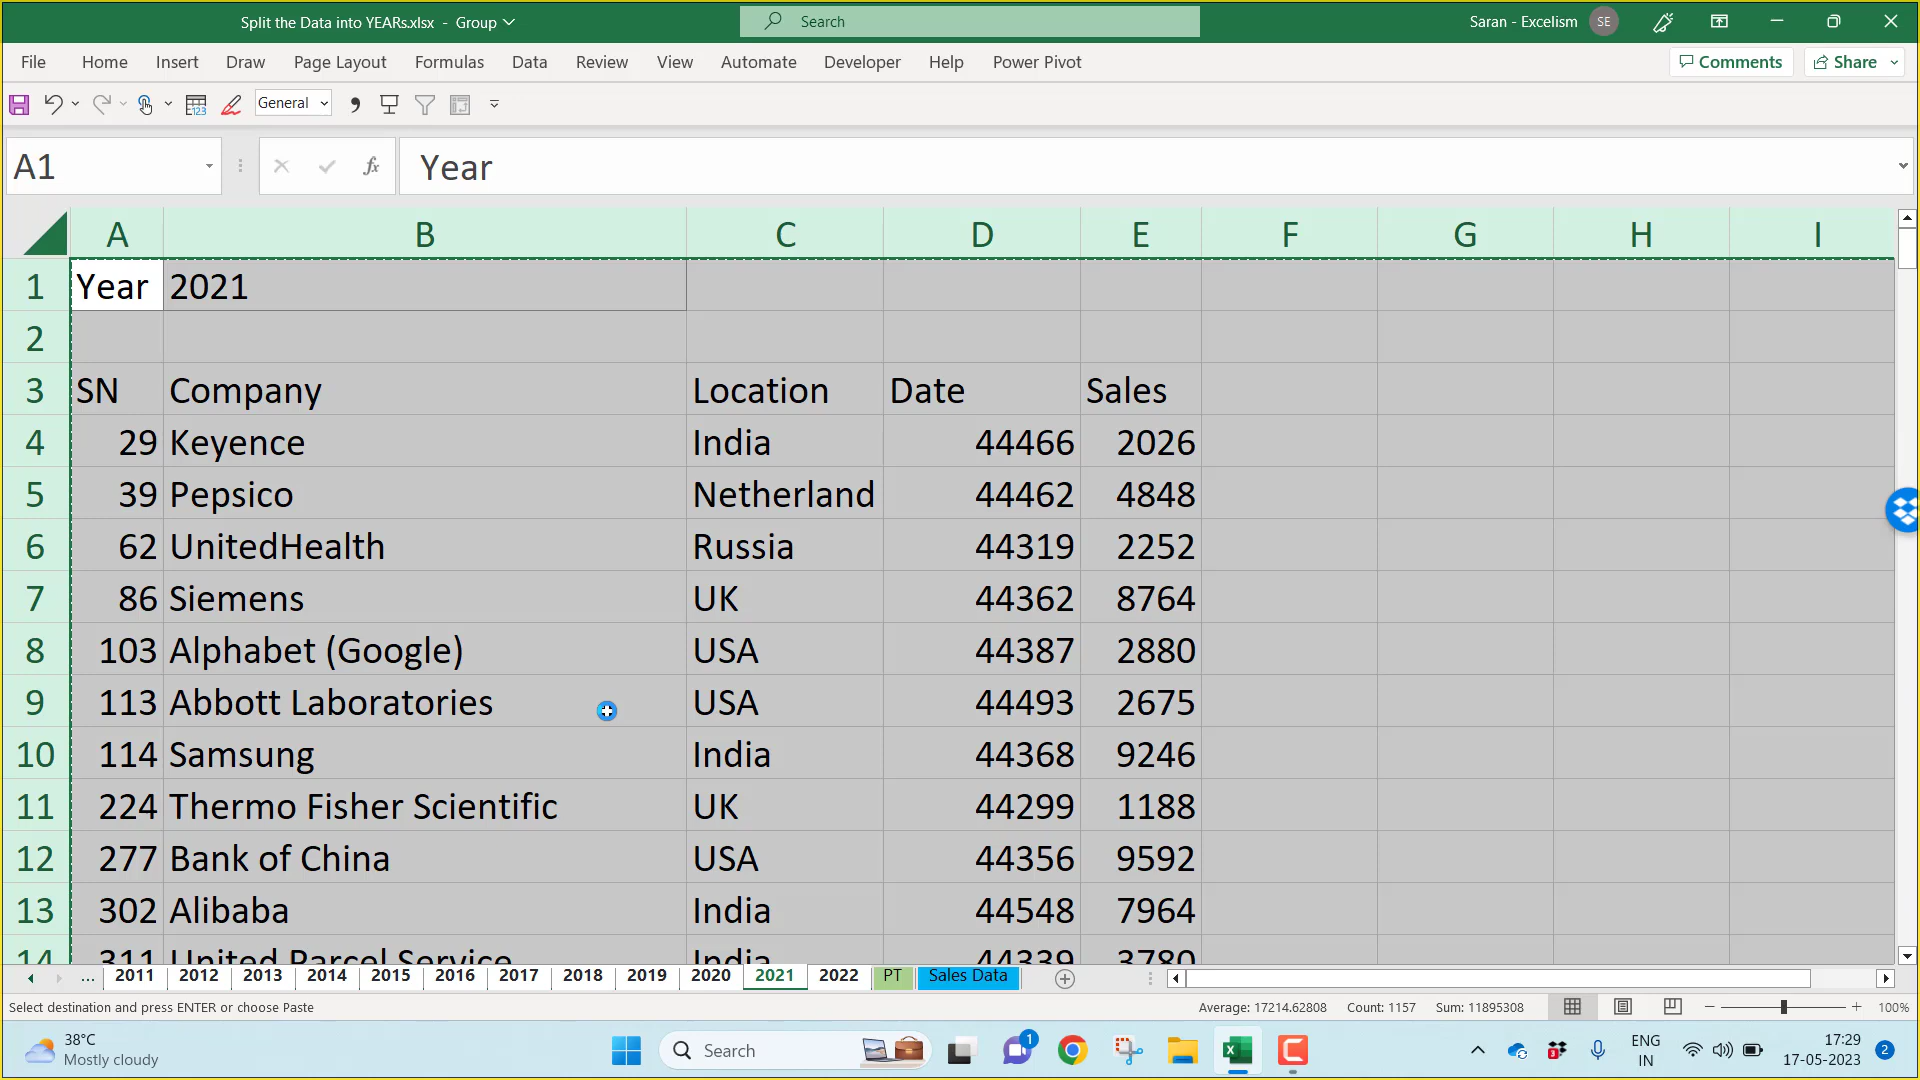 Split the Data into YEARs.xlsx - Group
Search
Saran - Excelism SE
File Home Insert Draw Page Layout Formulas Data Review View Automate Developer Help Power Pivot Comments Share
General
A1 fx Year
A B C D E F G H I
1 Year 2021
2
3 SN Company Location Date Sales
4 29 Keyence India 44466 2026
5 39 Pepsico Netherland 44462 4848
6 62 UnitedHealth Russia 44319 2252
7 86 Siemens UK 44362 8764
8 103 Alphabet (Google) USA 44387 2880
9 113 Abbott Laboratories USA 44493 2675
10 114 Samsung India 44368 9246
11 224 Thermo Fisher Scientific UK 44299 1188
12 277 Bank of China USA 44356 9592
13 302 Alibaba India 44548 7964
14 311 United Parcel Service India 44339 3780
... 2011 2012 2013 2014 2015 2016 2017 2018 2019 2020 2021 2022 PT Sales Data
Select destination and press ENTER or choose Paste Average: 17214.62808 Count: 1157 Sum: 11895308 100%
38°C
Mostly cloudy
Search
1
ENG
IN
17:29
17-05-2023
2